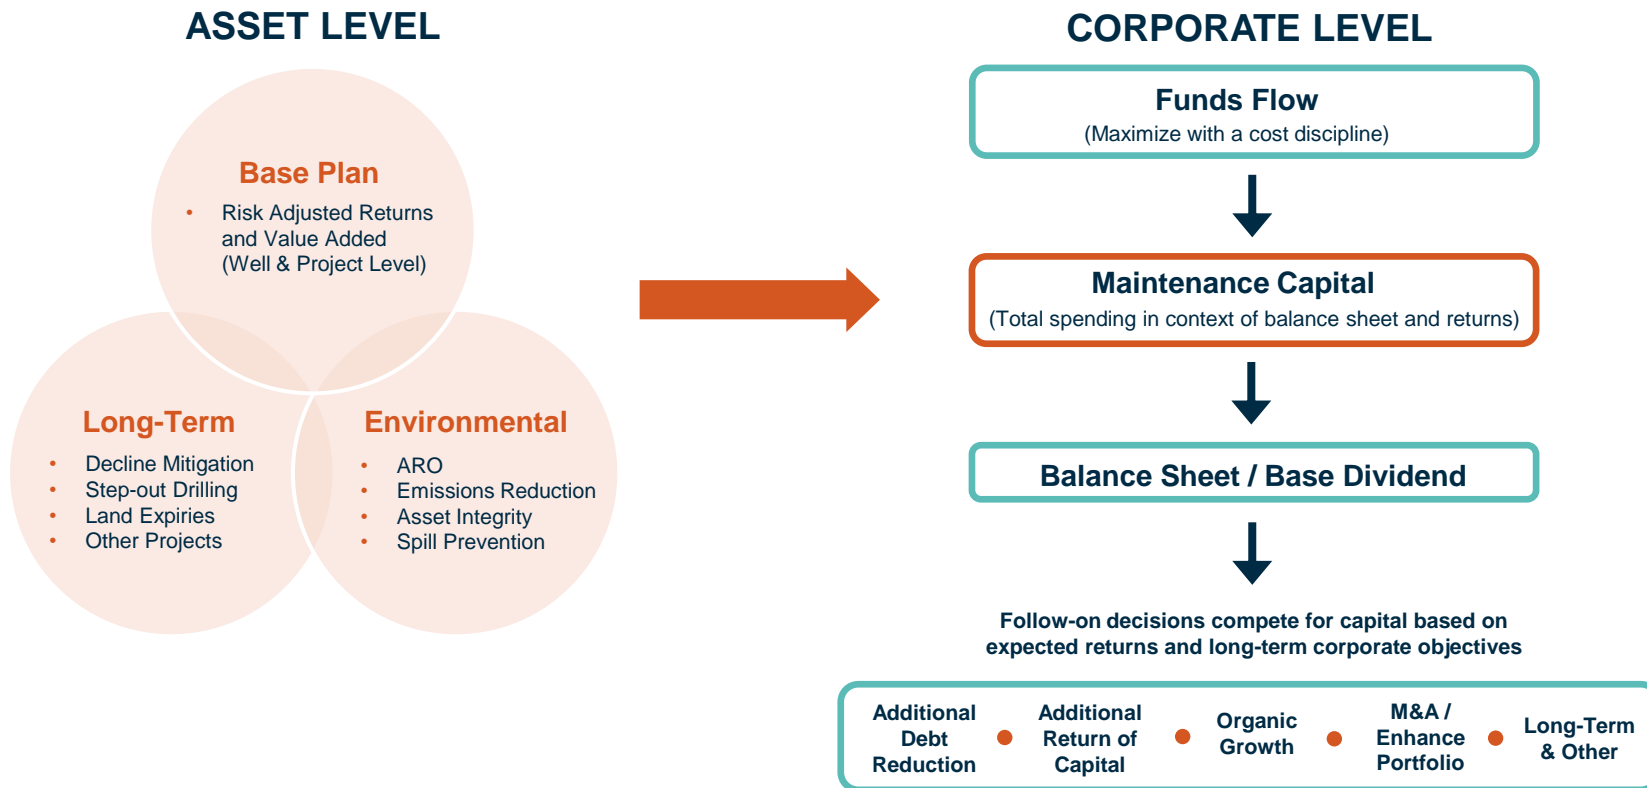 ASSET LEVEL
Base Plan
• Risk Adjusted Returns
and Value Added
(Well & Project Level)
Long-Term
• Decline Mitigation
• Step-out Drilling
• Land Expiries
• Other Projects
Environmental
• ARO
• Emissions Reduction
• Asset Integrity
• Spill Prevention
CORPORATE LEVEL
Funds Flow
(Maximize with a cost discipline)
Maintenance Capital
(Total spending in context of balance sheet and returns)
Balance Sheet / Base Dividend
Follow-on decisions compete for capital based on
expected returns and long-term corporate objectives
Additional
Debt
Reduction
Additional
Return of
Capital
Organic
Growth
M&A /
Enhance
Portfolio
Long-Term
& Other